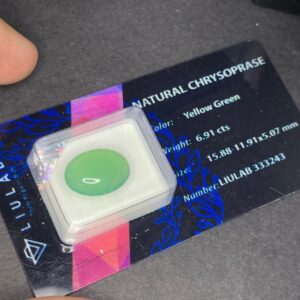 NATURAL CHRYSOPRASE
Color: Yellow Green
Weight: 6.91 cts
15.88 11.91x5.07 mm
Number: LIULAB 333243
LIULAB